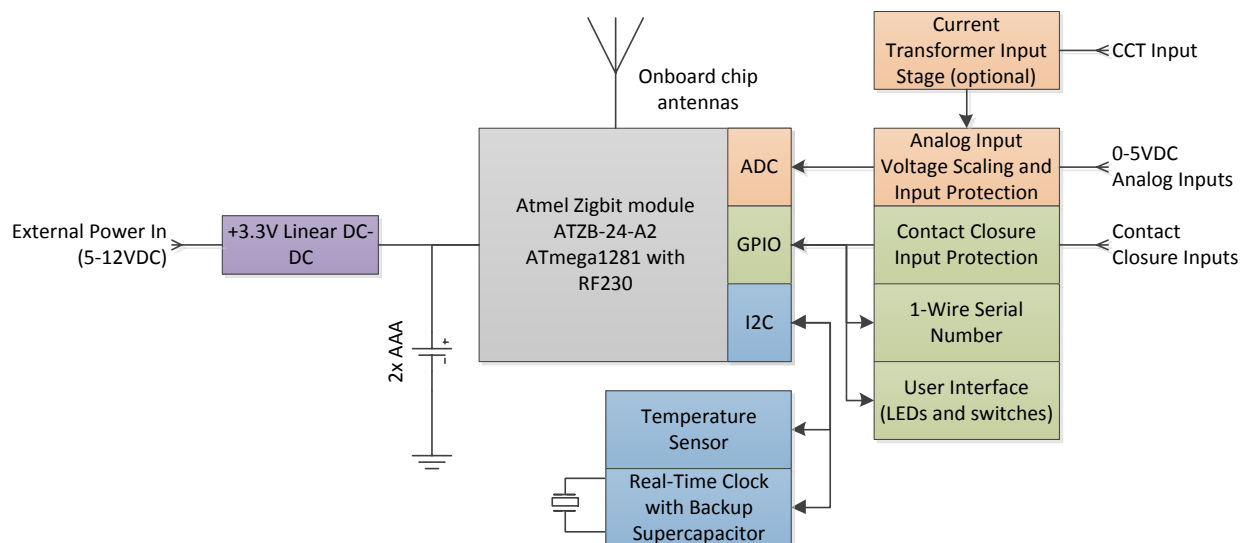 Current
Transformer Input
Stage (optional)
CCT Input
Onboard chip
antennas
Analog Input
Voltage Scaling and
Input Protection
0-5VDC
Analog Inputs
ADC
Atmel Zigbit module
ATZB-24-A2
ATmega1281 with
RF230
GPIO
Contact Closure
Input Protection
Contact
Closure Inputs
External Power In
(5-12VDC)
+3.3V Linear DC-
DC
I2C
1-Wire Serial
Number
2x AAA
+
-
User Interface
(LEDs and switches)
Temperature
Sensor
Real-Time Clock
with Backup
Supercapacitor